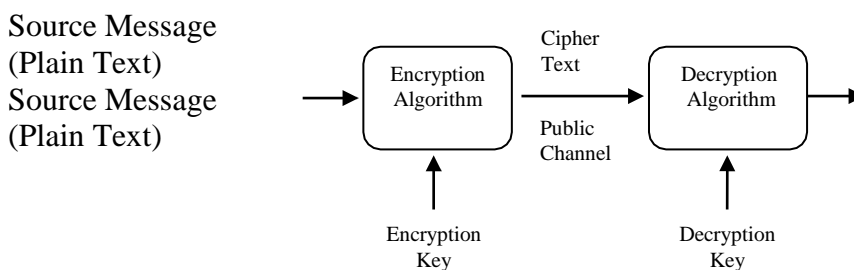 Source Message
(Plain Text)
Source Message
(Plain Text)
Encryption
Algorithm
Cipher
Text
Public
Channel
Decryption
Algorithm
Encryption
Key
Decryption
Key